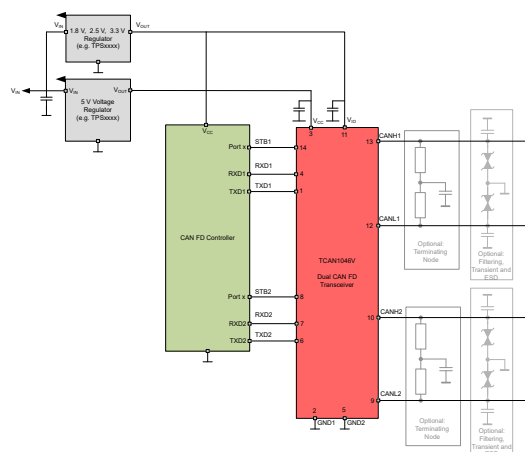 VIN
1.8 V, 2.5 V, 3.3 V
Regulator
(e.g. TPSxxxx)
VOUT
VIN
VIN
VOUT
5 V Voltage
Regulator
(e.g. TPSxxxx)
VCC
3
VCC
VIO
11
Port x
STB1
14
RXD1
RXD1
4
TXD1
TXD1
1
13
CANH1
12
CANL1
CAN FD Controller
TCAN1046V
Dual CAN FD
Transceiver
Optional:
Terminating
Node
Optional:
Filtering,
Transient and
ESD
Port x
STB2
8
RXD2
RXD2
7
TXD2
TXD2
6
10
CANH2
9
CANL2
2
GND1
5
GND2
Optional:
Terminating
Node
Optional:
Filtering,
Transient and